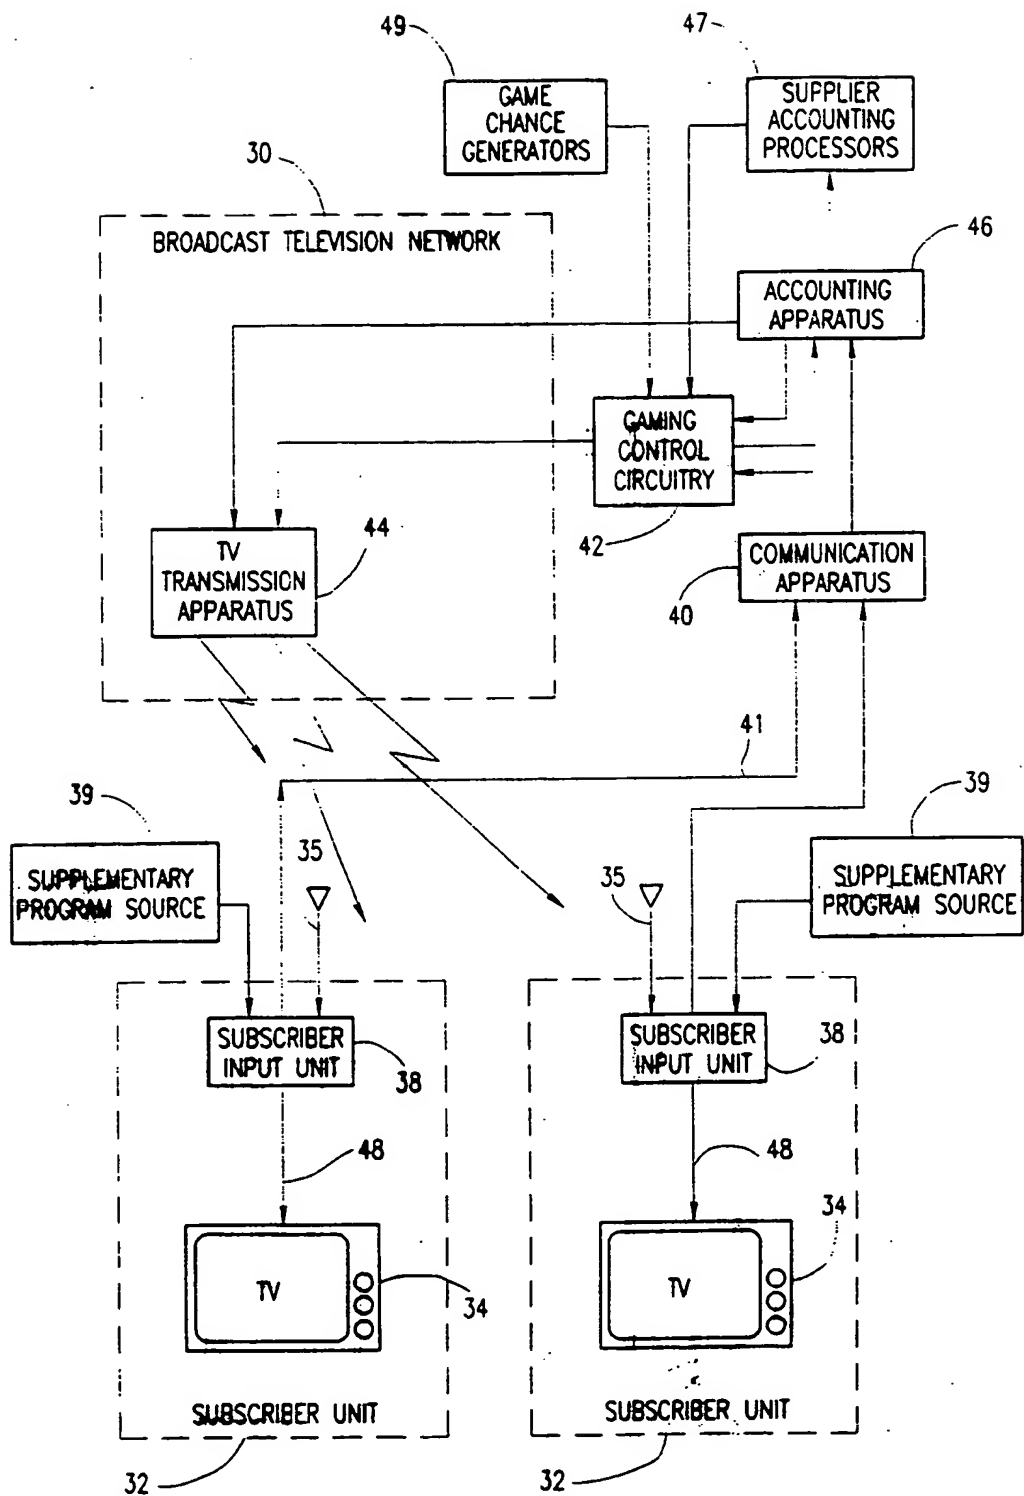 49
47
GAME
CHANCE
GENERATORS
SUPPLIER
ACCOUNTING
PROCESSORS
30
BROADCAST TELEVISION NETWORK
46
ACCOUNTING
APPARATUS
GAMING
CONTROL
CIRCUITRY
42
44
TV
TRANSMISSION
APPARATUS
COMMUNICATION
APPARATUS
40
41
39
39
35
35
SUPPLEMENTARY
PROGRAM SOURCE
SUPPLEMENTARY
PROGRAM SOURCE
SUBSCRIBER
INPUT UNIT
38
SUBSCRIBER
INPUT UNIT
38
48
48
TV
34
TV
34
SUBSCRIBER UNIT
SUBSCRIBER UNIT
32
32